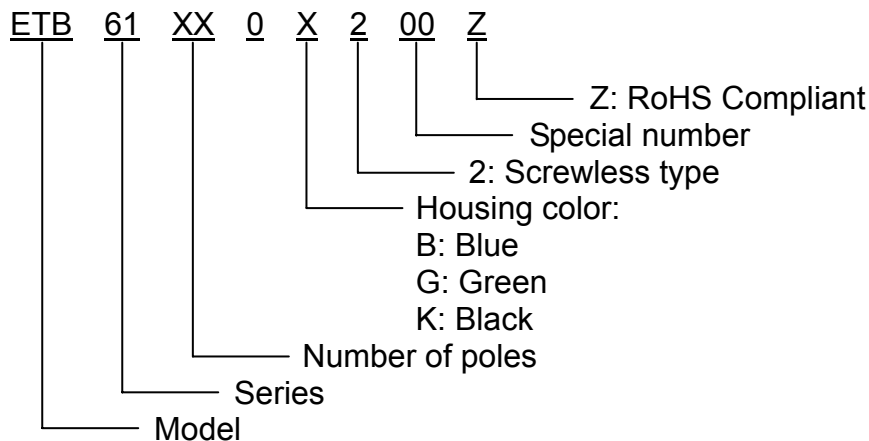 ETB 61 XX 0 X 2 00 Z
Z: RoHS Compliant
Special number
2: Screwless type
Housing color:
B: Blue
G: Green
K: Black
Number of poles
Series
Model